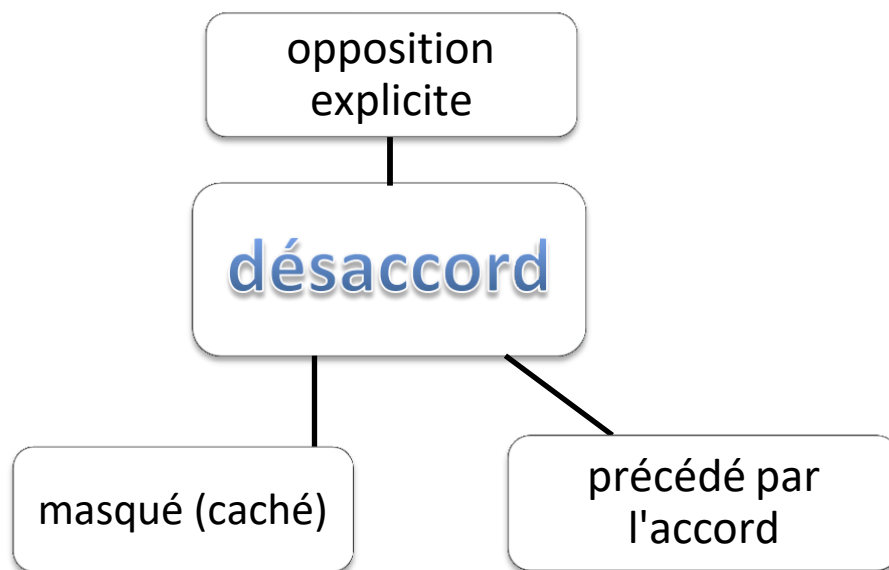 opposition
explicite
désaccord
masqué (caché)
précédé par
l'accord